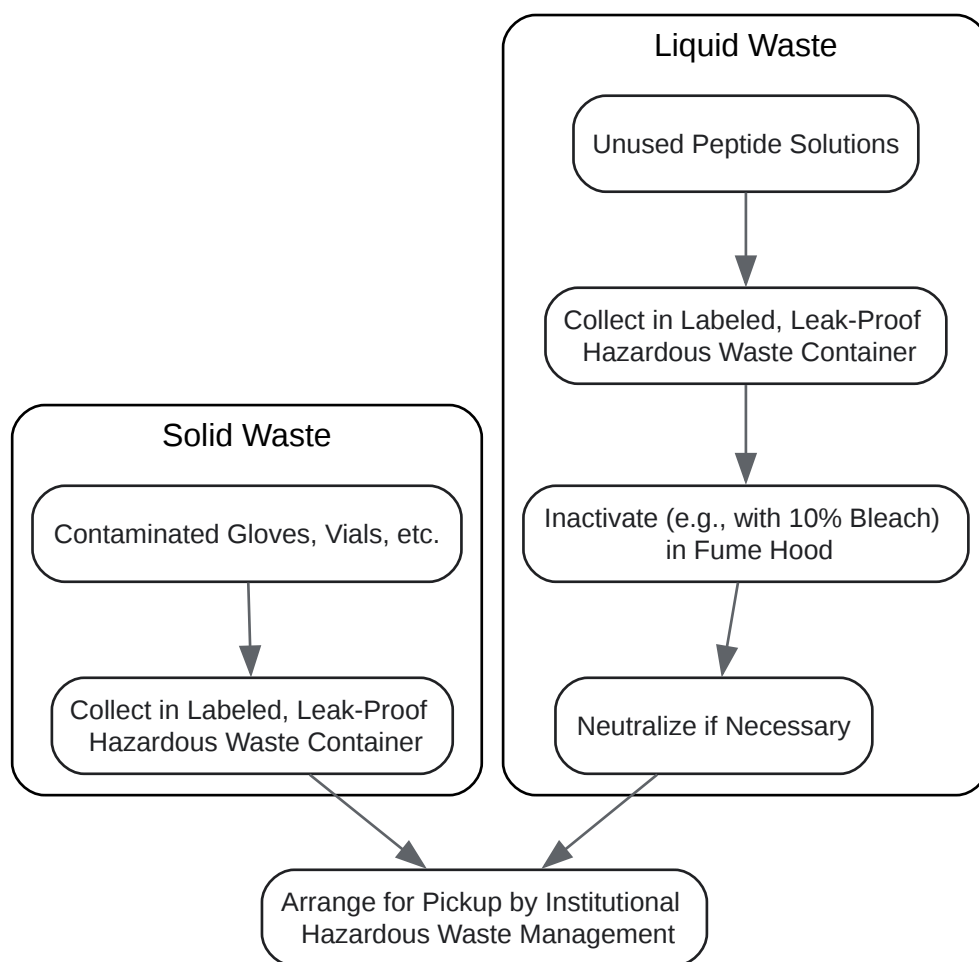 Liquid Waste
Unused Peptide Solutions
Collect in Labeled, Leak-Proof
Hazardous Waste Container
Inactivate (e.g., with 10% Bleach)
in Fume Hood
Neutralize if Necessary
Solid Waste
Contaminated Gloves, Vials, etc.
Collect in Labeled, Leak-Proof
Hazardous Waste Container
Arrange for Pickup by Institutional
Hazardous Waste Management